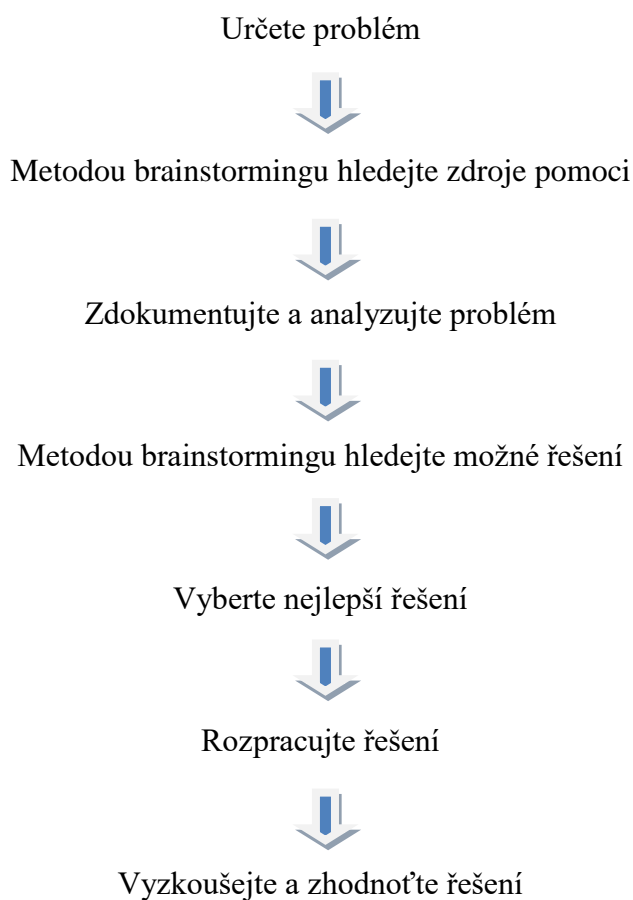 Určete problém
Metodou brainstormingu hledejte zdroje pomoci
Zdokumentujte a analyzujte problém
Metodou brainstormingu hledejte možné řešení
Vyberte nejlepší řešení
Rozpracujte řešení
Vyzkoušejte a zhodnoťte řešení